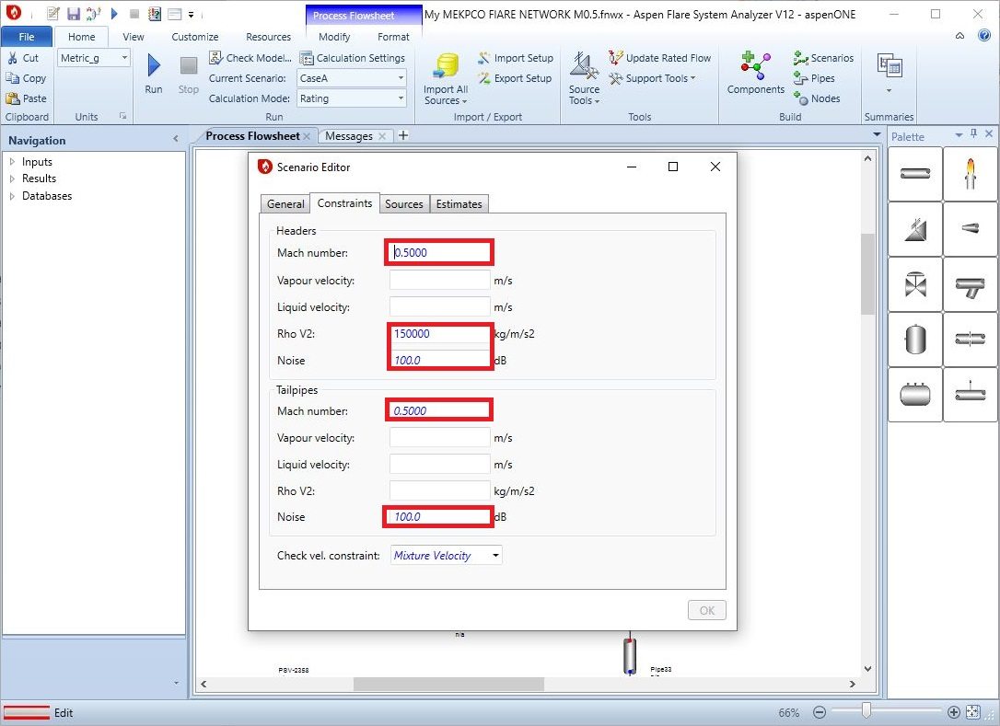 Process Flowsheet
My MEKPCO FIARE NETWORK M0.5.fnwx - Aspen Flare System Analyzer V12 - aspenONE
File Home View Customize Resources Modify Format
Cut
Copy
Paste
Clipboard
Metric_g
Units
Run
Stop
Check Model...
Calculation Settings
Current Scenario: CaseA
Calculation Mode: Rating
Run
Import All Sources
Import Setup
Export Setup
Import / Export
Source Tools
Update Rated Flow
Support Tools
Tools
Components
Scenarios
Pipes
Nodes
Build
Summaries
Navigation
Inputs
Results
Databases
Process Flowsheet
Messages
Palette
Scenario Editor
General Constraints Sources Estimates
Headers
Mach number: 0.5000
Vapour velocity: m/s
Liquid velocity: m/s
Rho V2: 150000 kg/m/s2
Noise 100.0 dB
Tailpipes
Mach number: 0.5000
Vapour velocity: m/s
Liquid velocity: m/s
Rho V2: kg/m/s2
Noise 100.0 dB
Check vel. constraint: Mixture Velocity
OK
n/a
PSV-2358
Pipe33
Edit
66%